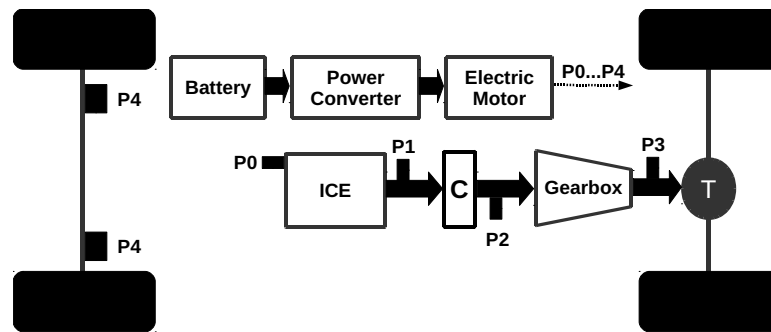 P4
Battery
Power
Converter
Electric
Motor
P0...P4
P0
ICE
P1
C
P2
Gearbox
P3
T
P4